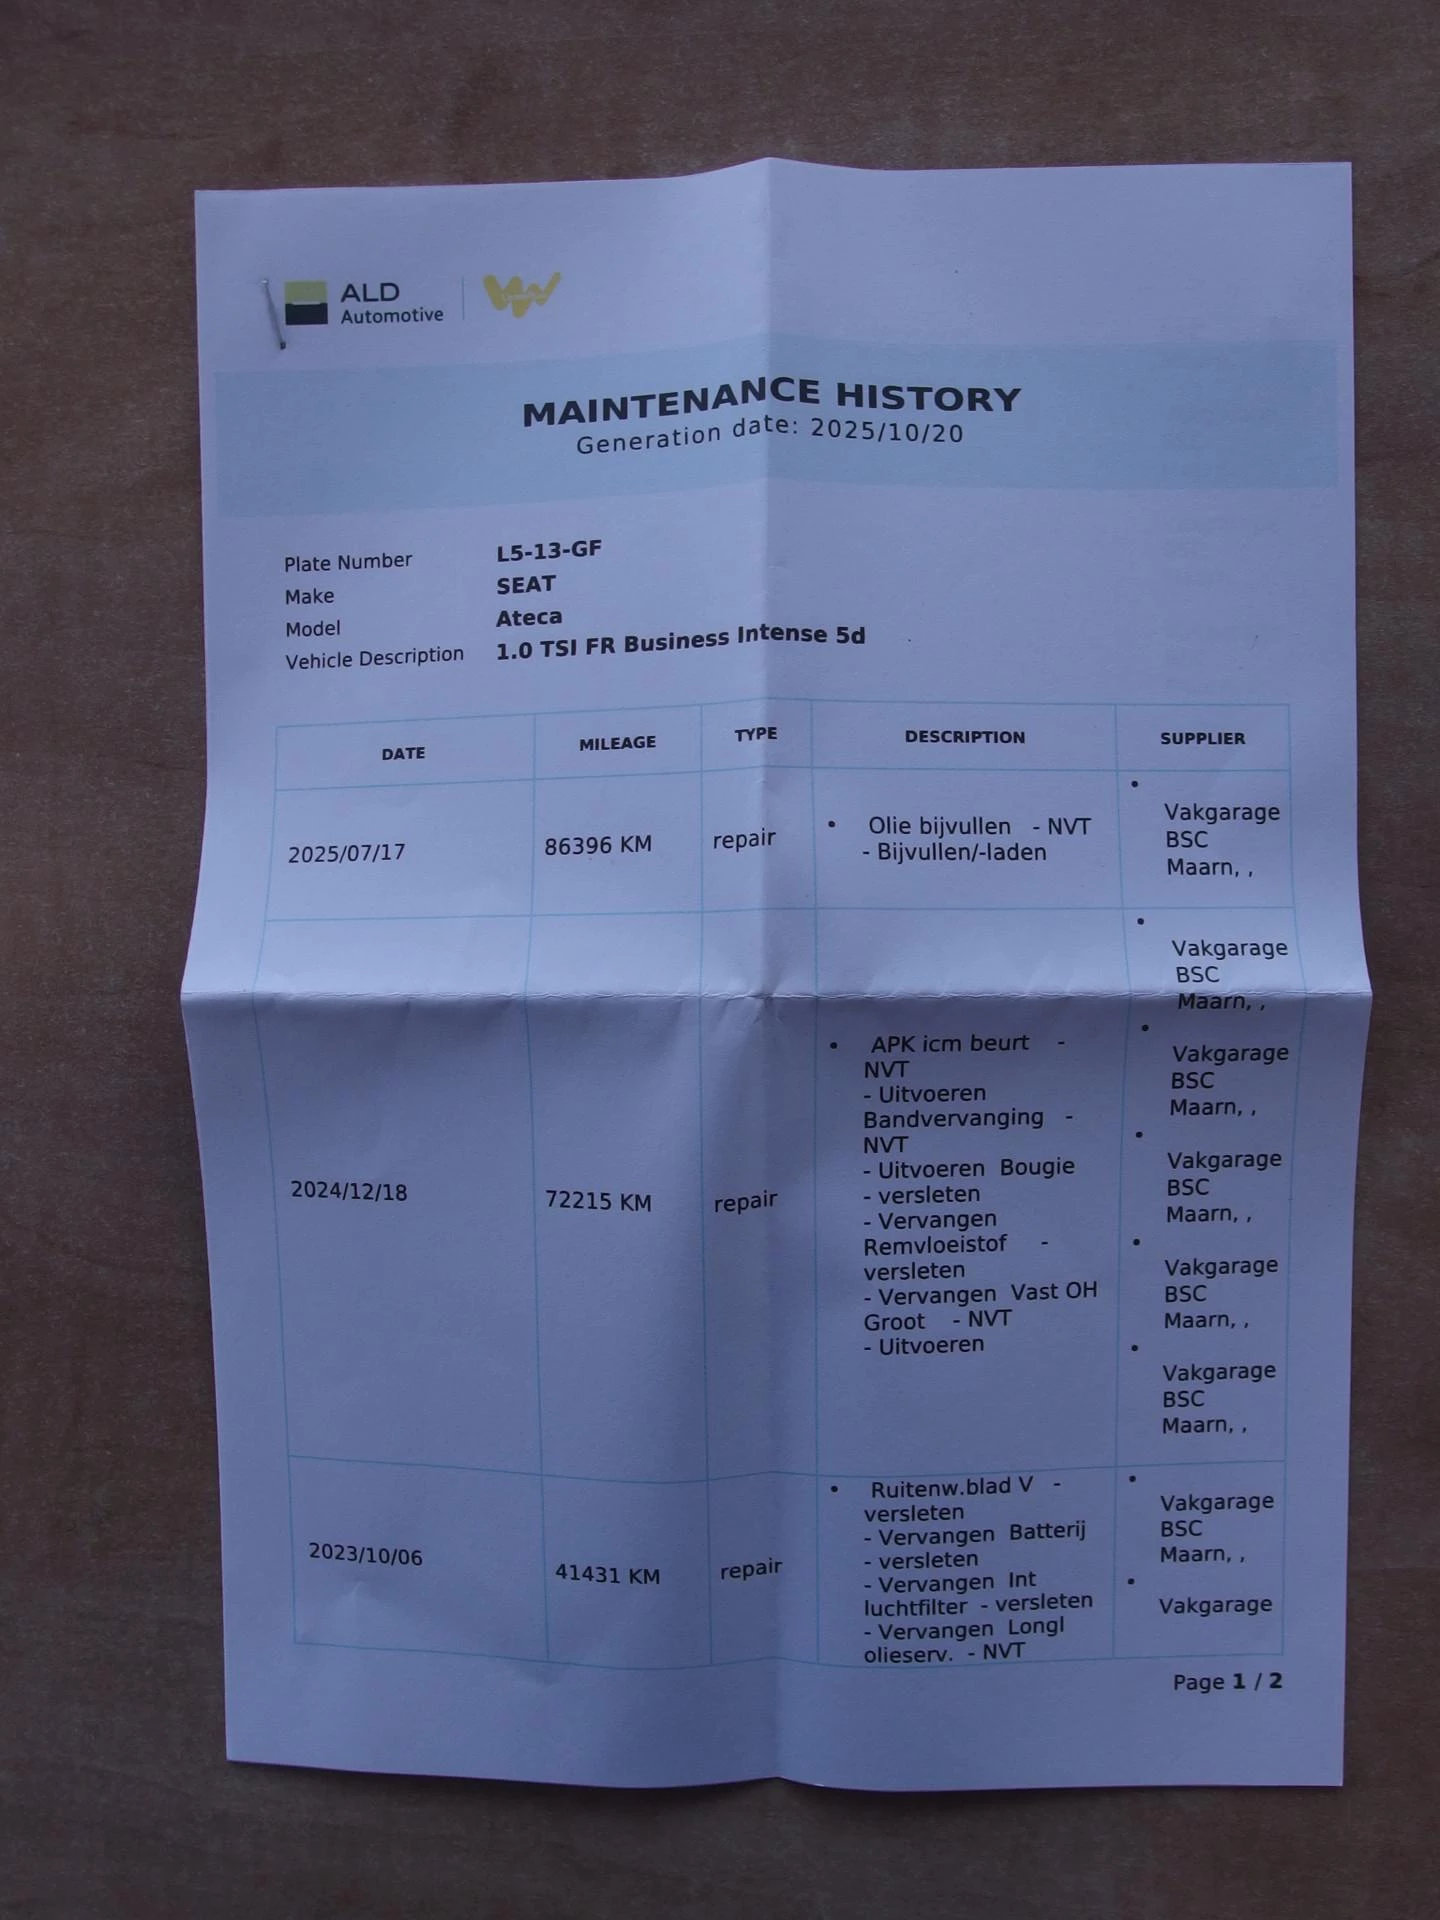 ALD
Automotive
MAINTENANCE HISTORY
Generation date: 2025/10/20
Plate Number L5-13-GF
Make SEAT
Model Ateca
Vehicle Description 1.0 TSI FR Business Intense 5d
DATE MILEAGE TYPE DESCRIPTION SUPPLIER
2025/07/17 86396 KM repair
• Olie bijvullen - NVT
- Bijvullen/-laden
• Vakgarage
BSC
Maarn, ,
2024/12/18 72215 KM repair
• APK icm beurt -
NVT
- Uitvoeren
Bandvervanging -
NVT
- Uitvoeren Bougie
- versleten
- Vervangen
Remvloeistof -
versleten
- Vervangen Vast OH
Groot - NVT
- Uitvoeren
• Vakgarage
BSC
Maarn, ,
• Vakgarage
BSC
Maarn, ,
• Vakgarage
BSC
Maarn, ,
• Vakgarage
BSC
Maarn, ,
• Vakgarage
BSC
Maarn, ,
2023/10/06 41431 KM repair
• Ruitenw.blad V -
versleten
- Vervangen Batterij
- versleten
- Vervangen Int
luchtfilter - versleten
- Vervangen Longl
olieserv. - NVT
• Vakgarage
BSC
Maarn, ,
• Vakgarage
Page 1 / 2